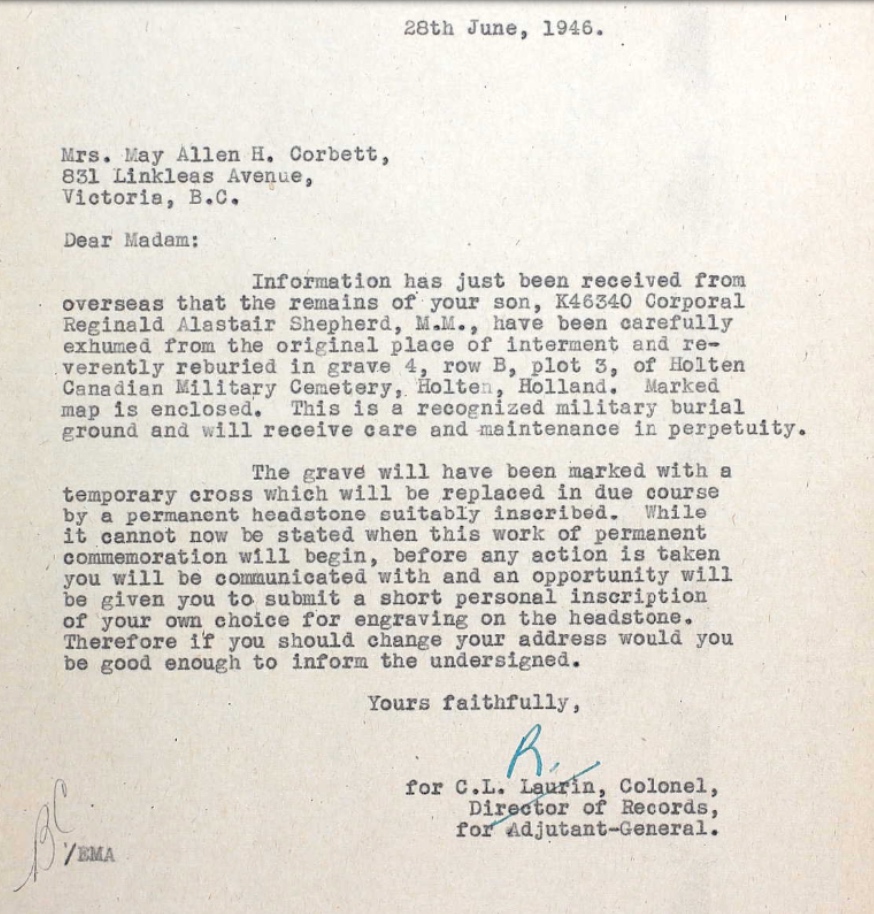 28th June, 1946.
Mrs. May Allen H. Corbett,
831 Linkleas Avenue,
Victoria, B.C.
Dear Madam:
Information has just been received from
overseas that the remains of your son, K46340 Corporal
Reginald Alastair Shepherd, M.M., have been carefully
exhumed from the original place of interment and re-
verently reburied in grave 4, row B, plot 3, of Holten
Canadian Military Cemetery, Holten, Holland. Marked
map is enclosed. This is a recognized military burial
ground and will receive care and maintenance in perpetuity.
The grave will have been marked with a
temporary cross which will be replaced in due course
by a permanent headstone suitably inscribed. While
it cannot now be stated when this work of permanent
commemoration will begin, before any action is taken
you will be communicated with and an opportunity will
be given you to submit a short personal inscription
of your own choice for engraving on the headstone.
Therefore if you should change your address would you
be good enough to inform the undersigned.
Yours faithfully,
R.
for C.L. Laurin, Colonel,
Director of Records,
for Adjutant-General.
BC
/EMA